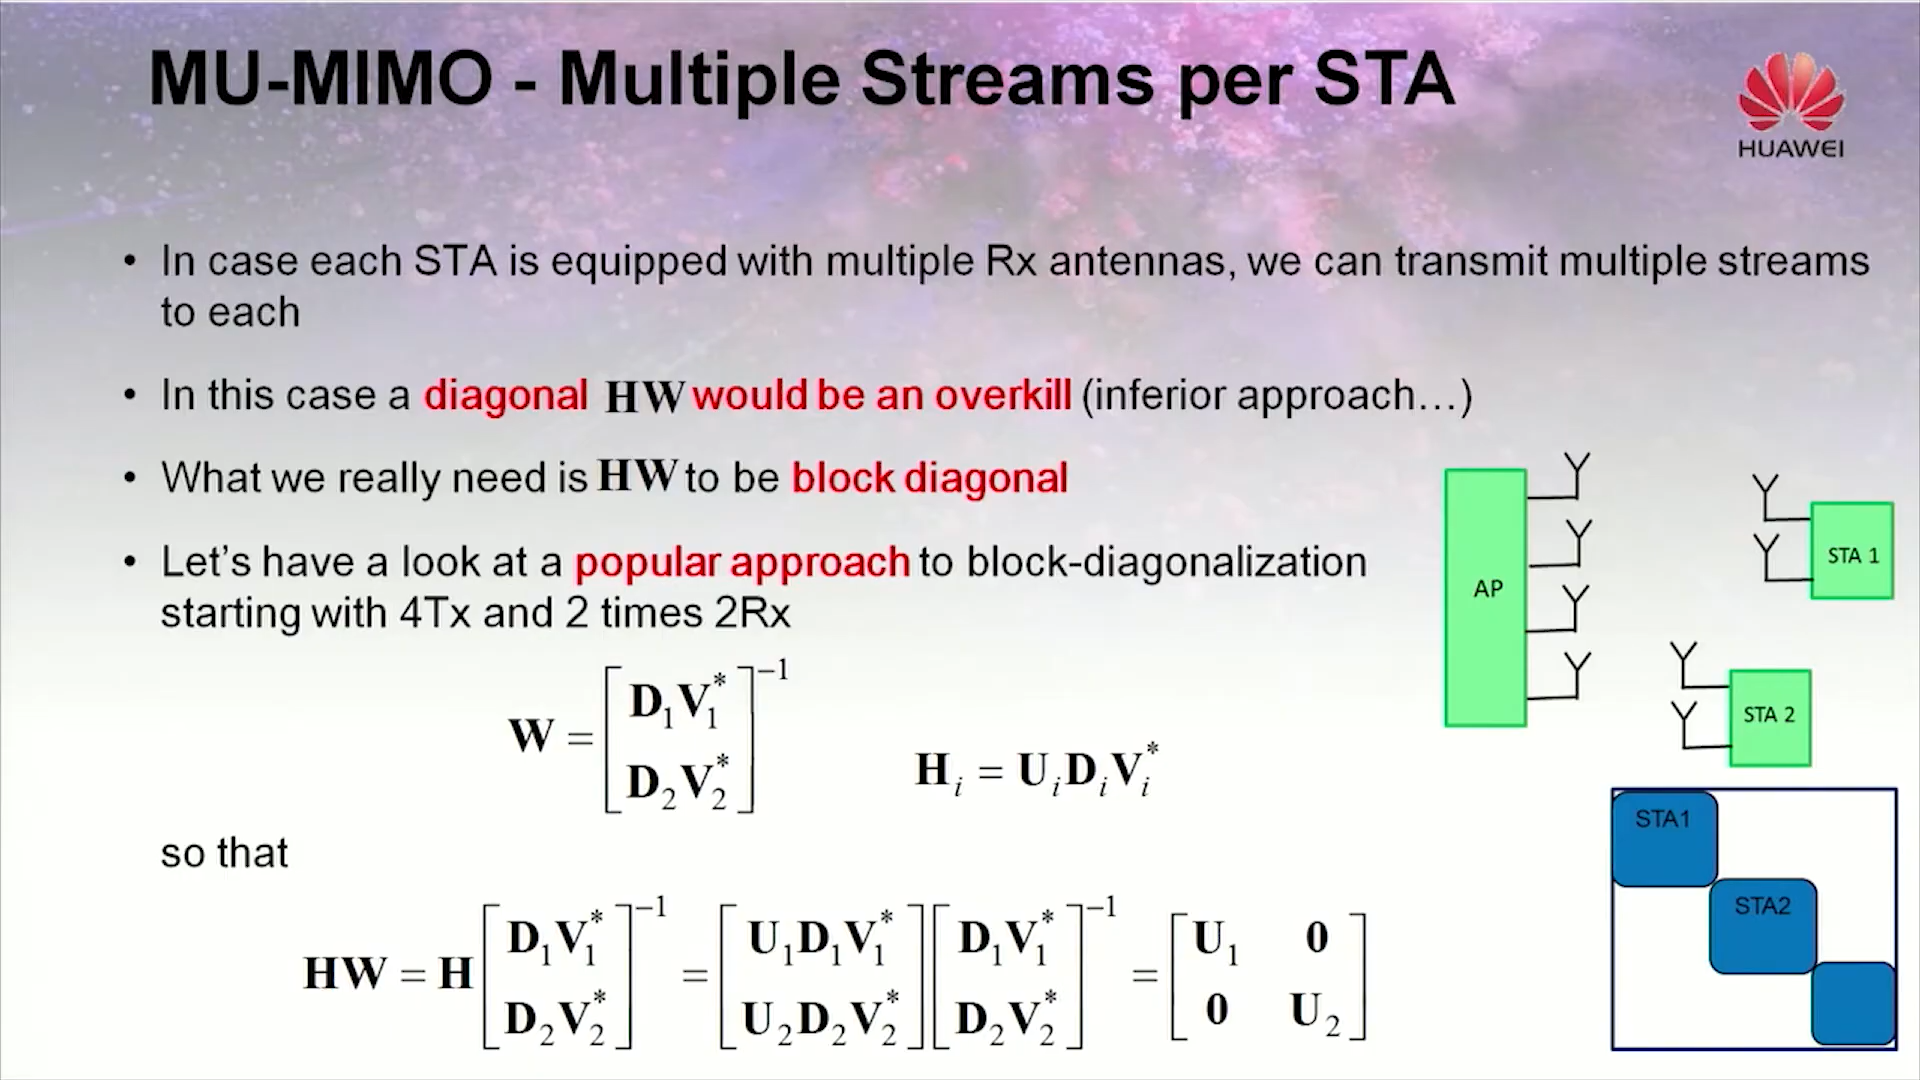 MU-MIMO - Multiple Streams per STA
HUAWEI
• In case each STA is equipped with multiple Rx antennas, we can transmit multiple streams
to each
• In this case a diagonal HW would be an overkill (inferior approach…)
• What we really need is HW to be block diagonal
• Let’s have a look at a popular approach to block-diagonalization
starting with 4Tx and 2 times 2Rx
W = [D₁V₁* ; D₂V₂*]⁻¹
Hᵢ = UᵢDᵢVᵢ*
so that
HW = H [D₁V₁* ; D₂V₂*]⁻¹ = [U₁D₁V₁* ; U₂D₂V₂*] [D₁V₁* ; D₂V₂*]⁻¹ = [U₁ 0 ; 0 U₂]
AP
STA 1
STA 2
STA1
STA2